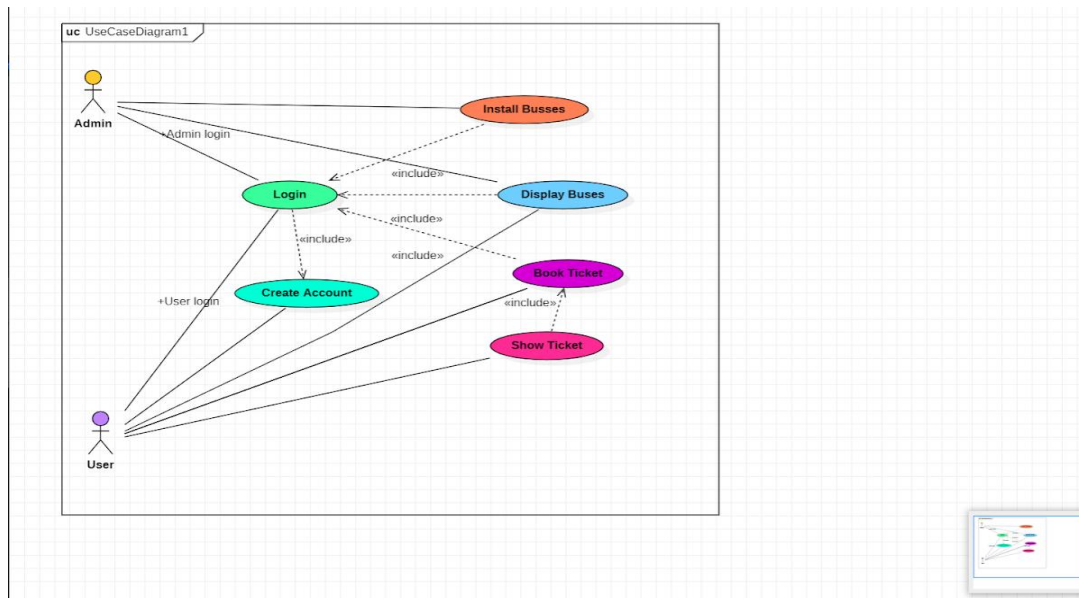 uc UseCaseDiagram1
Admin
Install Busses
+Admin login
«include»
Login
Display Buses
«include»
«include»
«include»
Book Ticket
Create Account
+User login
«include»
Show Ticket
User